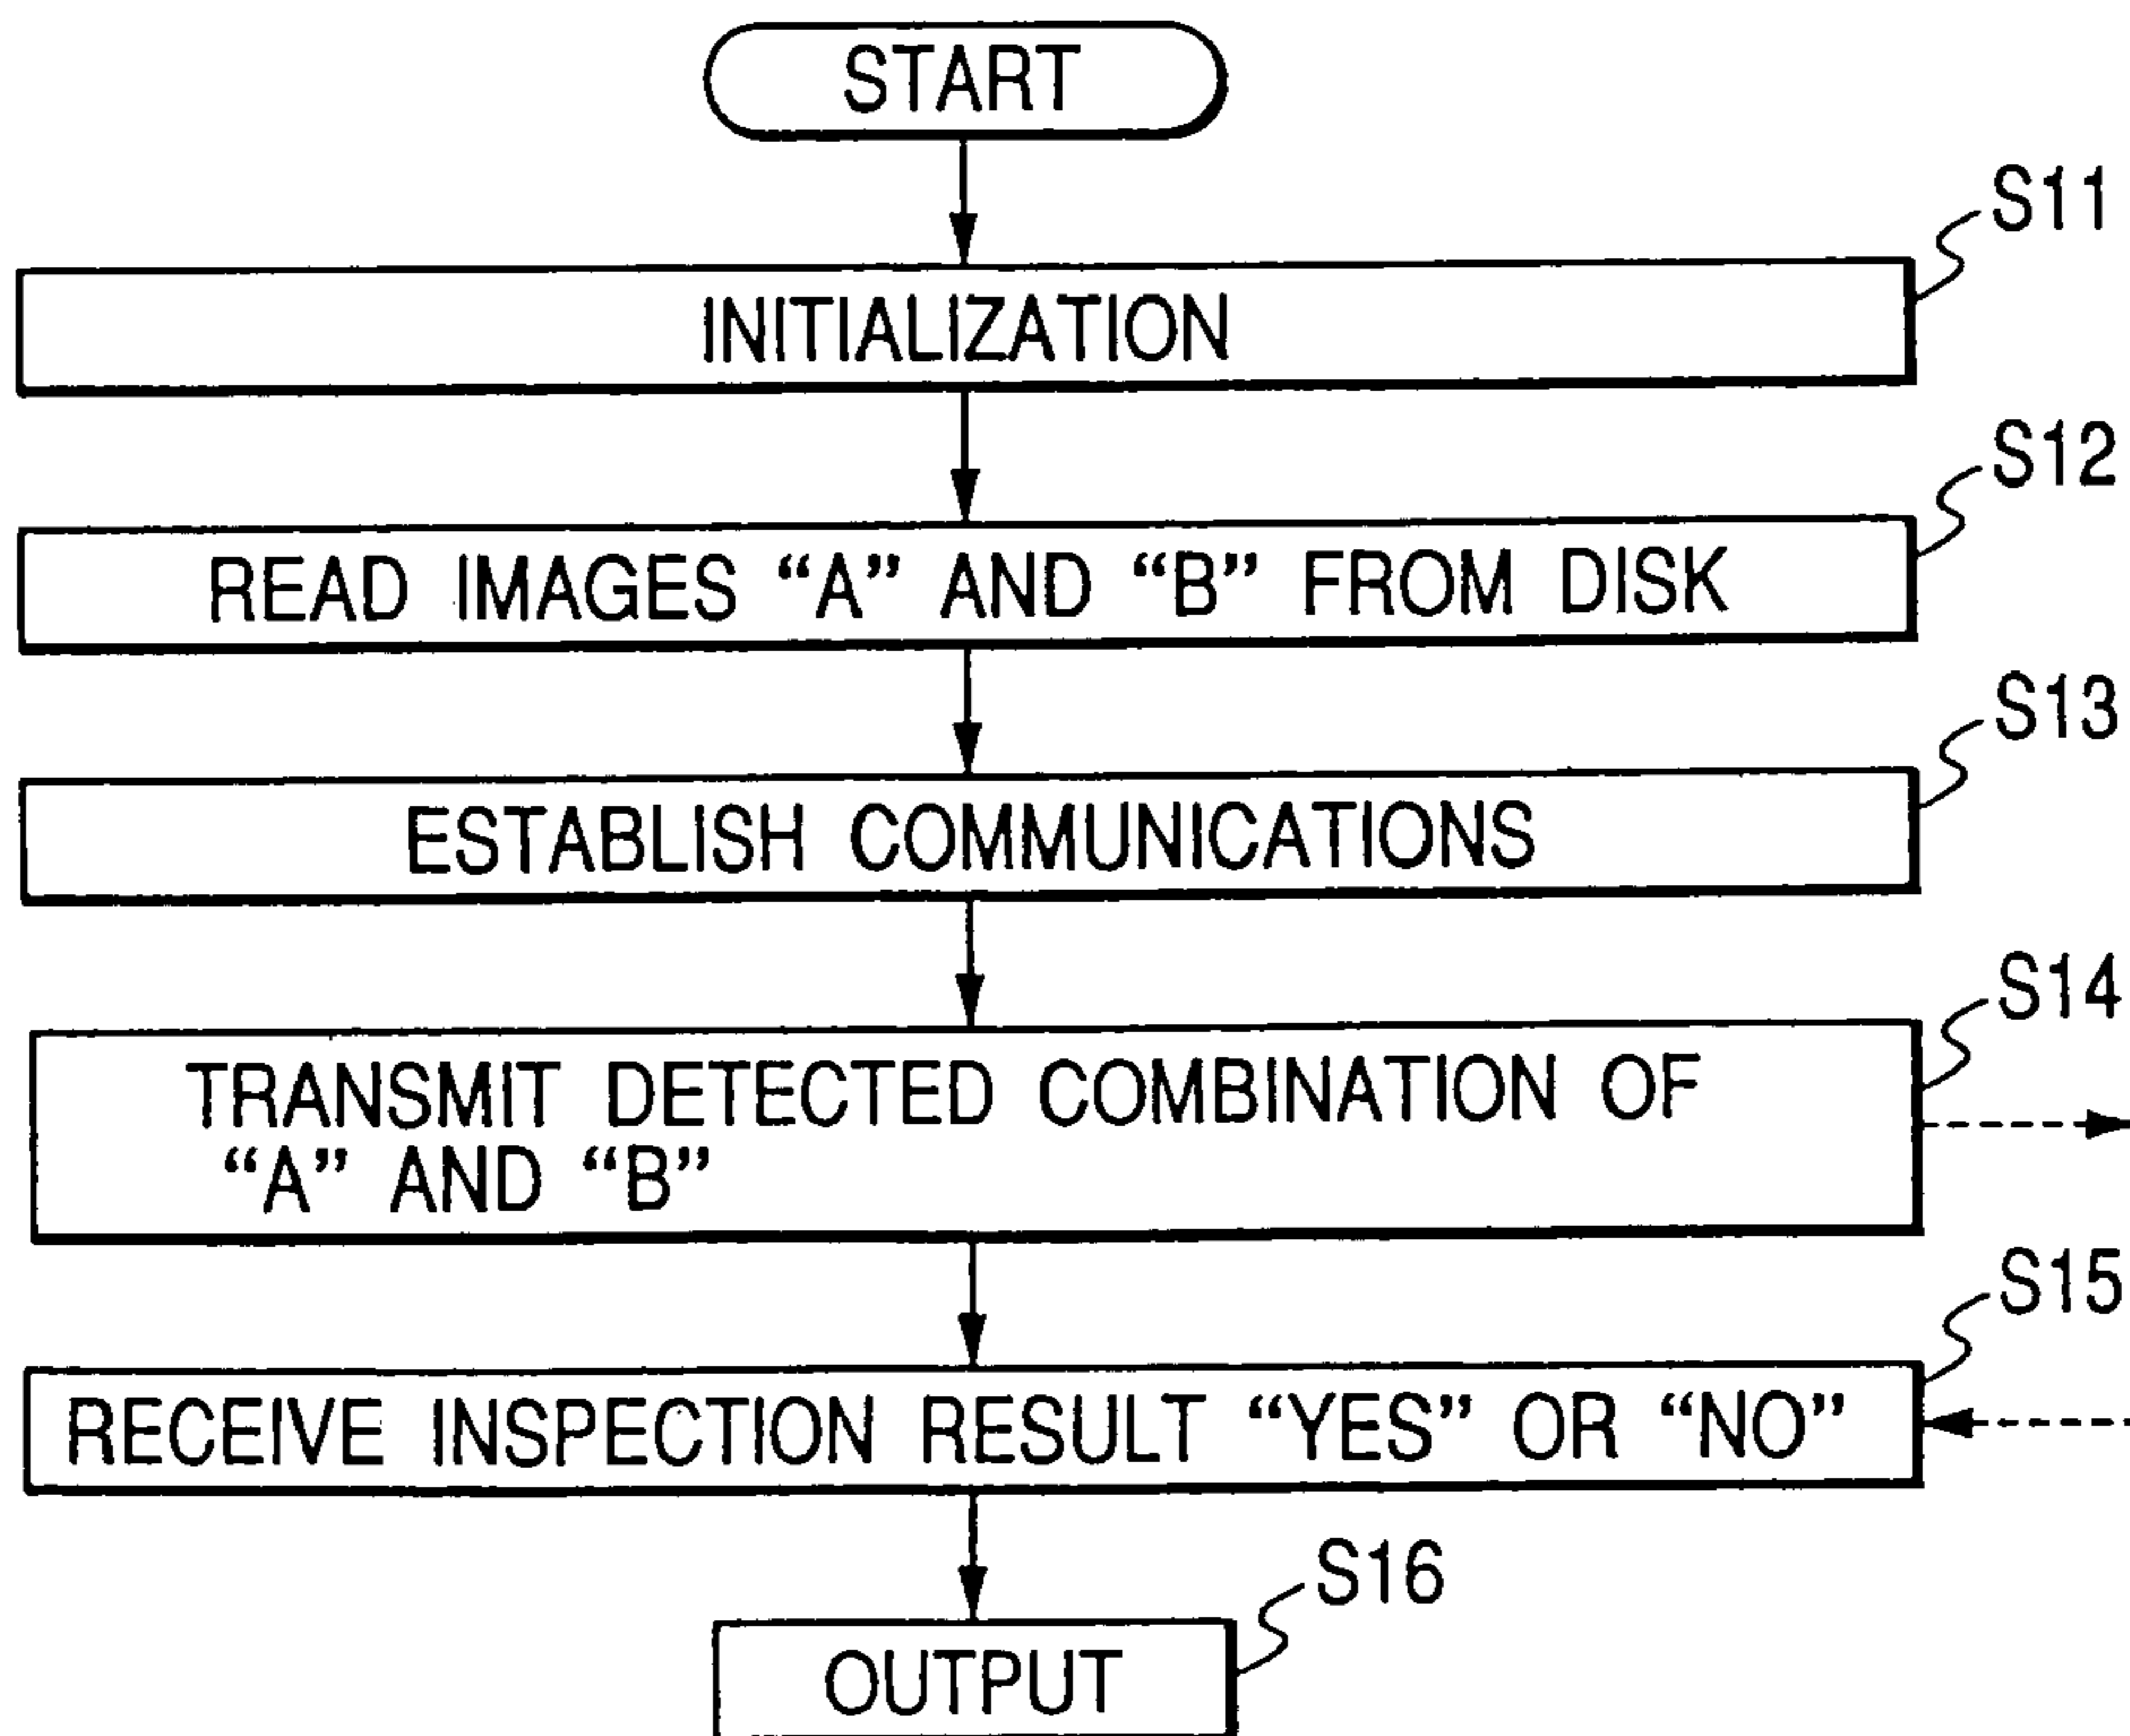 START
S11
INITIALIZATION
S12
READ IMAGES “A” AND “B” FROM DISK
S13
ESTABLISH COMMUNICATIONS
S14
TRANSMIT DETECTED COMBINATION OF
“A” AND “B”
S15
RECEIVE INSPECTION RESULT “YES” OR “NO”
S16
OUTPUT